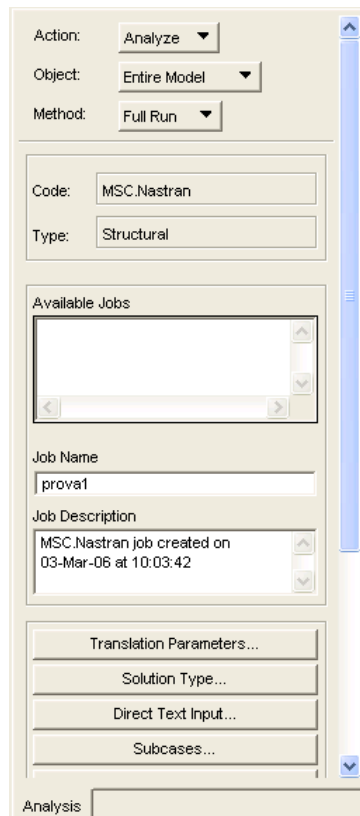 Action: Analyze
Object: Entire Model
Method: Full Run
Code: MSC.Nastran
Type: Structural
Available Jobs
Job Name
prova1
Job Description
MSC.Nastran job created on
03-Mar-06 at 10:03:42
Translation Parameters...
Solution Type...
Direct Text Input...
Subcases...
Analysis